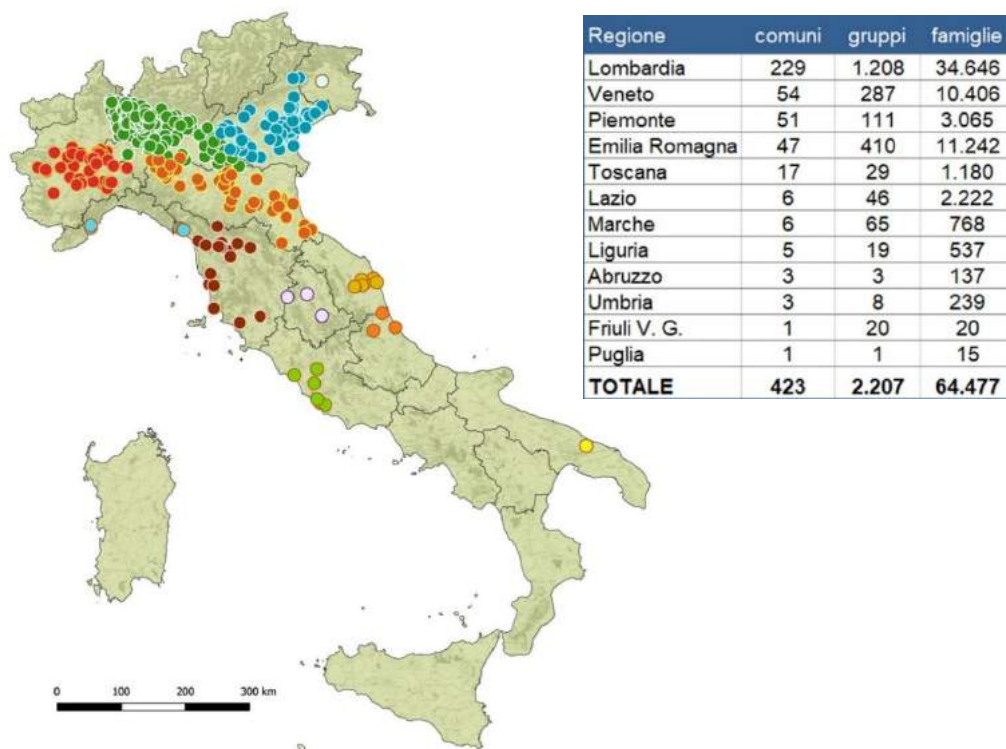 Regione comuni gruppi famiglie
Lombardia 229 1.208 34.646
Veneto 54 287 10.406
Piemonte 51 111 3.065
Emilia Romagna 47 410 11.242
Toscana 17 29 1.180
Lazio 6 46 2.222
Marche 6 65 768
Liguria 5 19 537
Abruzzo 3 3 137
Umbria 3 8 239
Friuli V. G. 1 20 20
Puglia 1 1 15
TOTALE 423 2.207 64.477
0 100 200 300 km